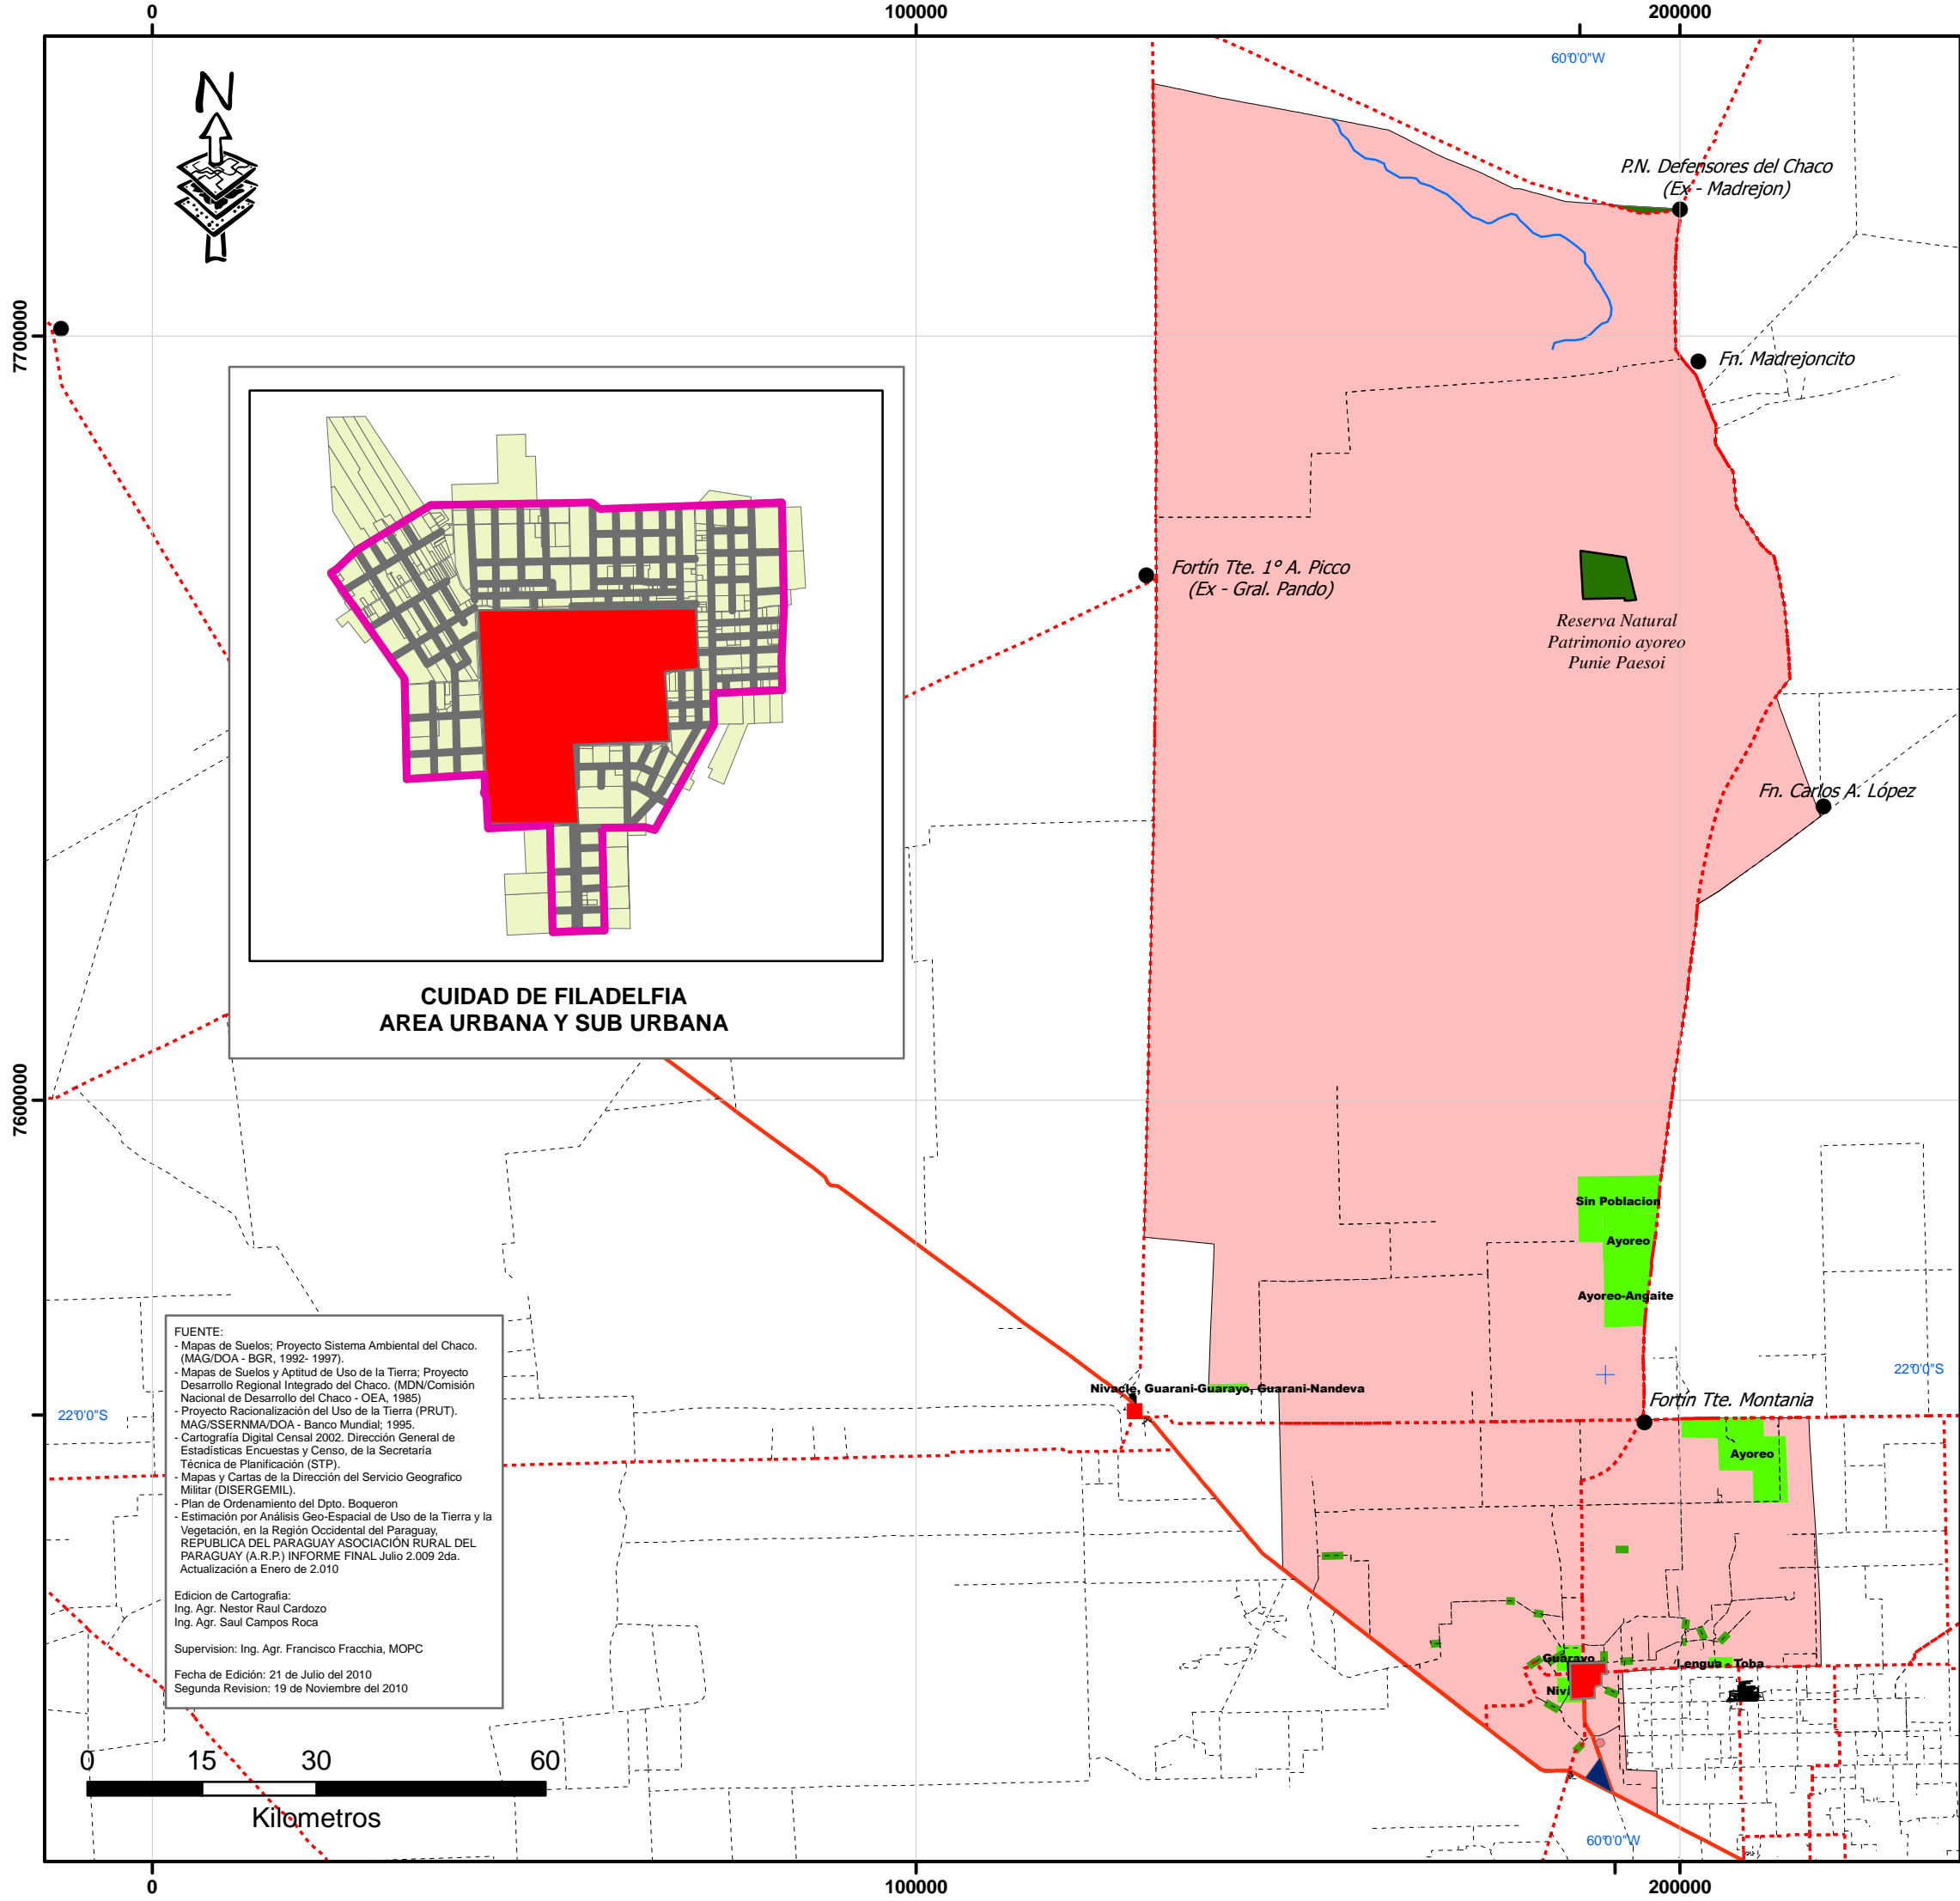 0
100000
200000
60°0'0"W
N
P.N. Defensores del Chaco
(Ex - Madrejon)
7700000
Fn. Madrejoncito
Fortín Tte. 1° A. Picco
(Ex - Gral. Pando)
Reserva Natural
Patrimonio ayoreo
Punie Paesoi
Fn. Carlos A. López
CUIDAD DE FILADELFIA
AREA URBANA Y SUB URBANA
7600000
Sin Poblacion
Ayoreo
Ayoreo-Angaite
22°0'0"S
Nivacle, Guarani-Guarayo, Guarani-Nandeva
Fortín Tte. Montania
22°0'0"S
Ayoreo
FUENTE:
- Mapas de Suelos; Proyecto Sistema Ambiental del Chaco.
(MAG/DOA - BGR, 1992- 1997).
- Mapas de Suelos y Aptitud de Uso de la Tierra; Proyecto
Desarrollo Regional Integrado del Chaco. (MDN/Comisión
Nacional de Desarrollo del Chaco - OEA, 1985)
- Proyecto Racionalización del Uso de la Tierra (PRUT).
MAG/SSERNMA/DOA - Banco Mundial; 1995.
- Cartografía Digital Censal 2002. Dirección General de
Estadísticas Encuestas y Censo, de la Secretaría
Técnica de Planificación (STP).
- Mapas y Cartas de la Dirección del Servicio Geografico
Militar (DISERGEMIL).
- Plan de Ordenamiento del Dpto. Boqueron
- Estimación por Análisis Geo-Espacial de Uso de la Tierra y la
Vegetación, en la Región Occidental del Paraguay,
REPUBLICA DEL PARAGUAY ASOCIACIÓN RURAL DEL
PARAGUAY (A.R.P.) INFORME FINAL Julio 2.009 2da.
Actualización a Enero de 2.010
Edicion de Cartografia:
Ing. Agr. Nestor Raul Cardozo
Ing. Agr. Saul Campos Roca
Supervision: Ing. Agr. Francisco Fracchia, MOPC
Fecha de Edición: 21 de Julio del 2010
Segunda Revision: 19 de Noviembre del 2010
Guarayo
Lengua - Toba
0
15
30
60
Kilometros
60°0'0"W
0
100000
200000